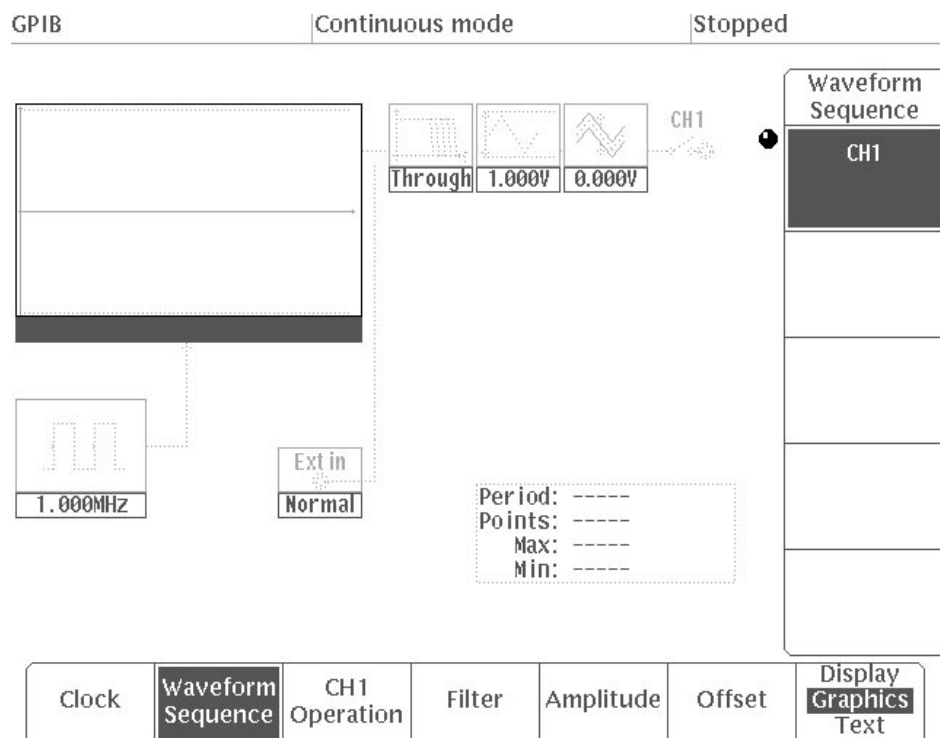 GPIB Continuous mode Stopped
Waveform
Sequence
CH1
CH1
Through 1.000V 0.000V
Ext in
1.000MHz Normal
Period: -----
Points: -----
Max: -----
Min: -----
Clock
Waveform
Sequence
CH1
Operation
Filter
Amplitude
Offset
Display
Graphics
Text